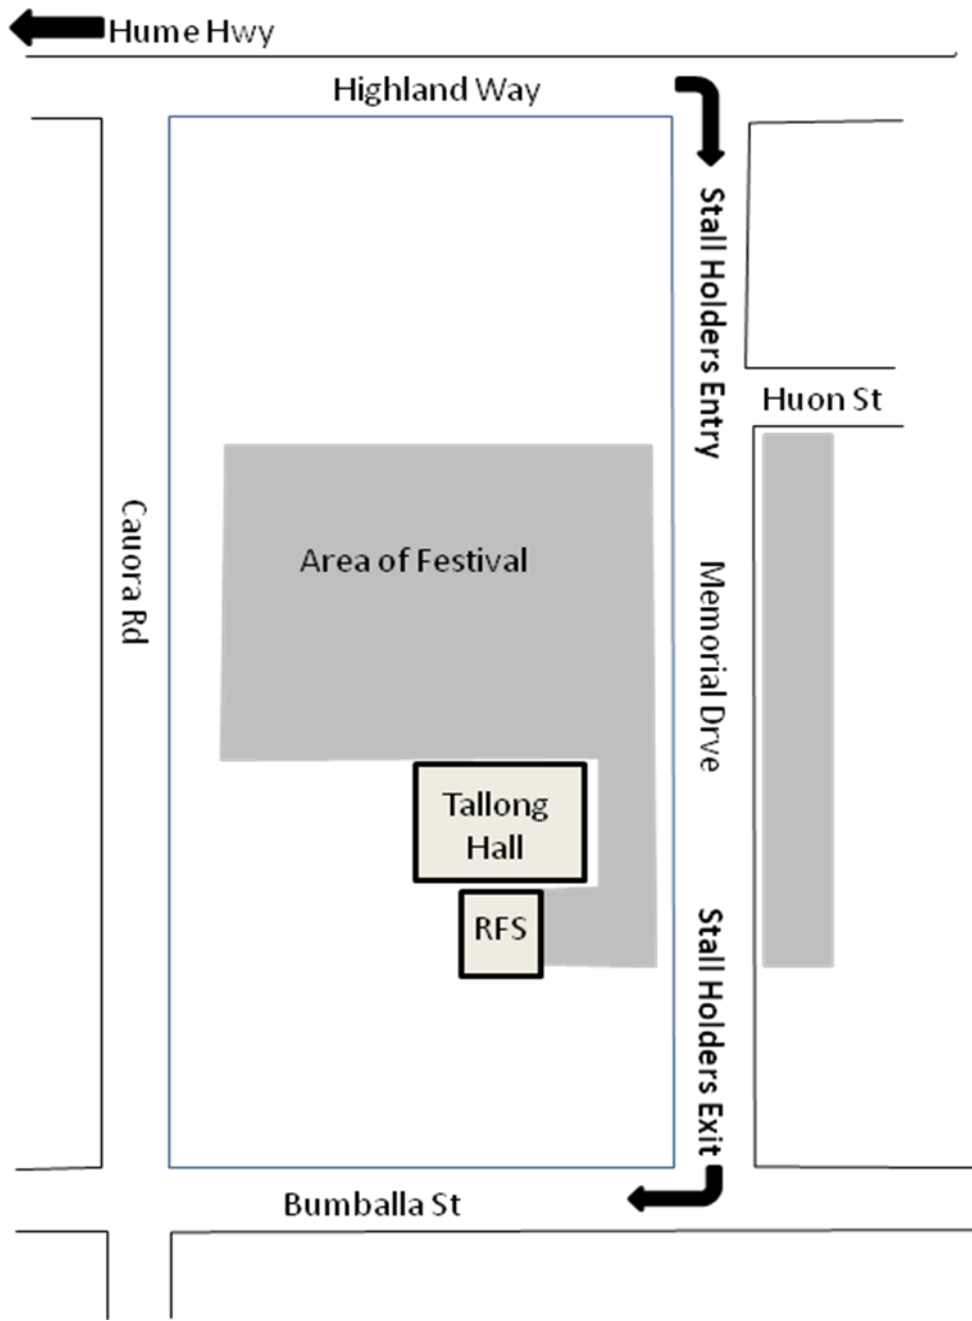 Hume Hwy
Highland Way
Stall Holders Entry
Huon St
Area of Festival
Cauora Rd
Memorial Drve
Tallong
Hall
RFS
Stall Holders Exit
Bumballa St